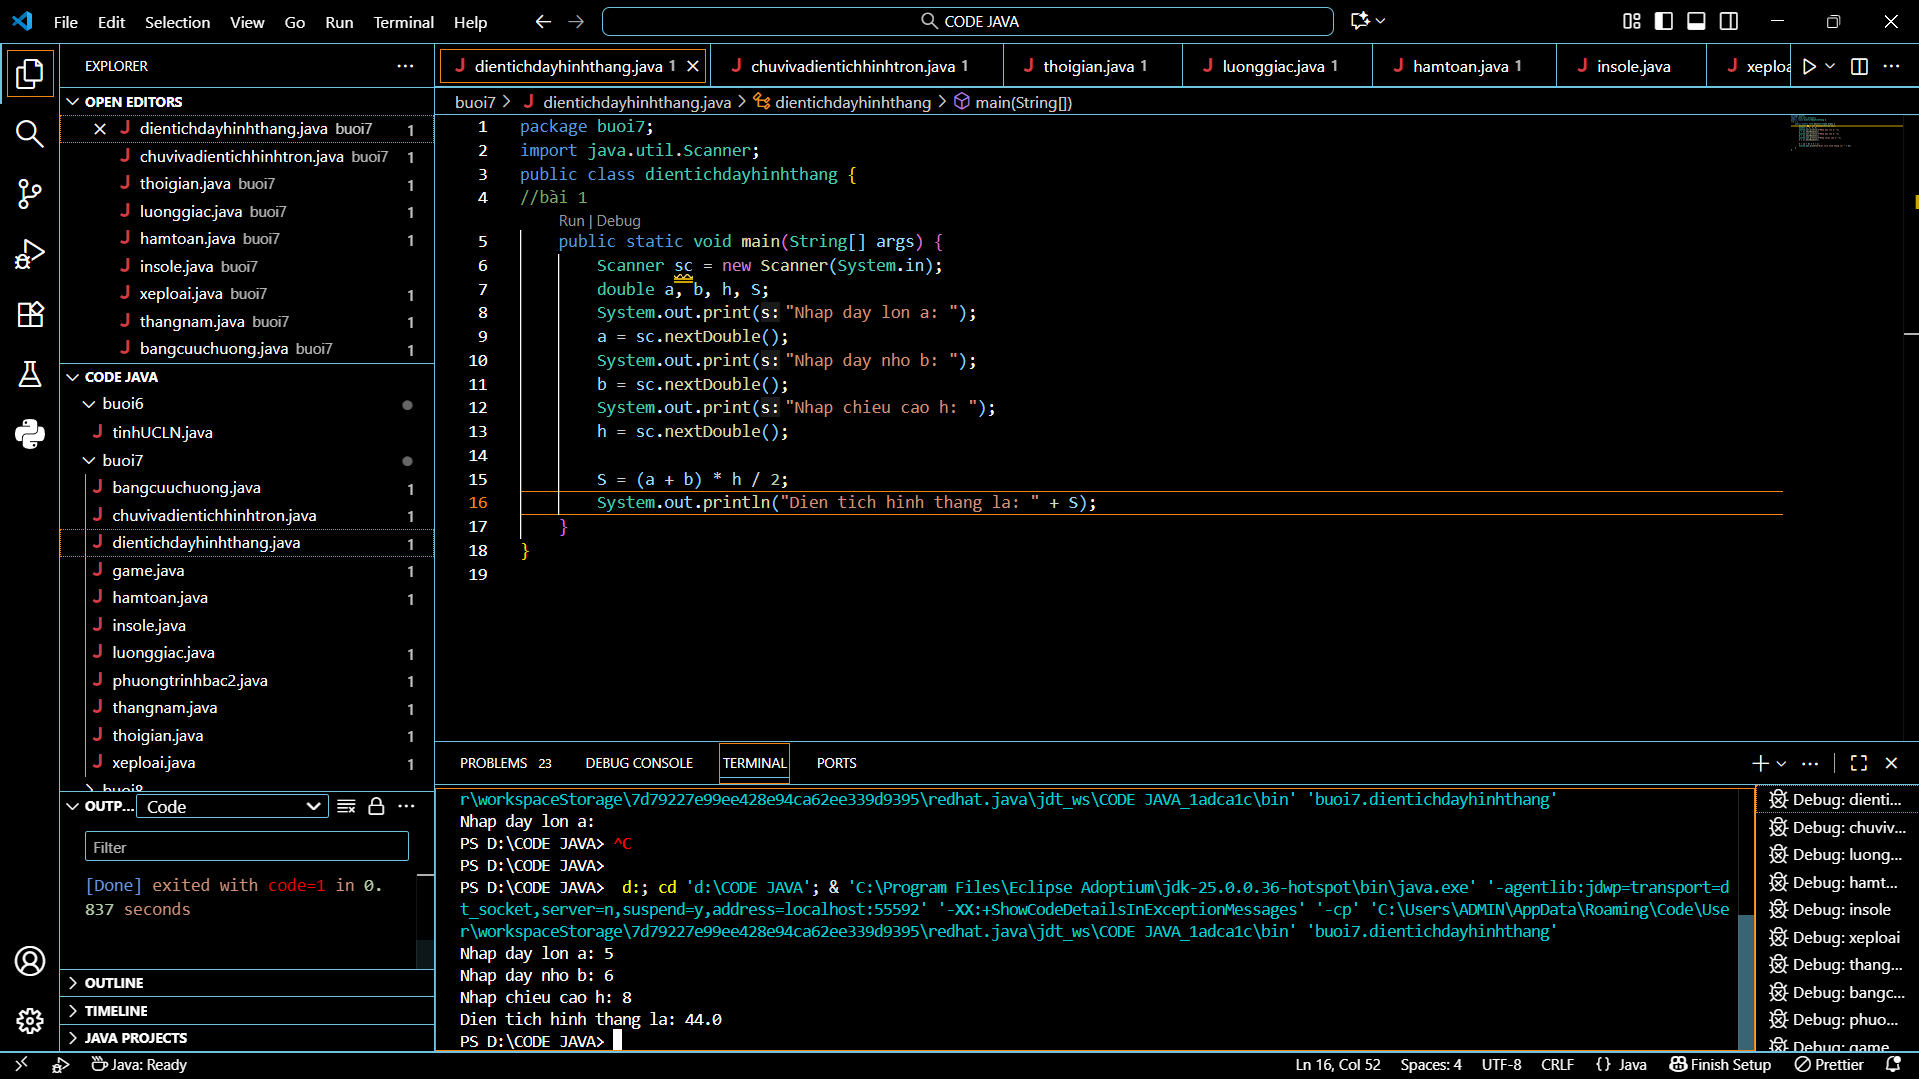 File Edit Selection View Go Run Terminal Help
CODE JAVA
EXPLORER
OPEN EDITORS
dientichdayhinhthang.java buoi7 1
chuvivadientichhinhtron.java buoi7 1
thoigian.java buoi7 1
luonggiac.java buoi7 1
hamtoan.java buoi7 1
insole.java buoi7
xeploai.java buoi7 1
thangnam.java buoi7 1
bangcuuchuong.java buoi7 1
CODE JAVA
buoi6
tinhUCLN.java
buoi7
bangcuuchuong.java 1
chuvivadientichhinhtron.java 1
dientichdayhinhthang.java 1
game.java 1
hamtoan.java 1
insole.java
luonggiac.java 1
phuongtrinhbac2.java 1
thangnam.java 1
thoigian.java 1
xeploai.java 1
buoi8
OUTP... Code
Filter
[Done] exited with code=1 in 0.
837 seconds
OUTLINE
TIMELINE
JAVA PROJECTS
dientichdayhinhthang.java 1 chuvivadientichhinhtron.java 1 thoigian.java 1 luonggiac.java 1 hamtoan.java 1 insole.java xeploa
buoi7 > dientichdayhinhthang.java > dientichdayhinhthang > main(String[])
1 package buoi7;
2 import java.util.Scanner;
3 public class dientichdayhinhthang {
4 //bài 1
Run | Debug
5 public static void main(String[] args) {
6 Scanner sc = new Scanner(System.in);
7 double a, b, h, S;
8 System.out.print(s: "Nhap day lon a: ");
9 a = sc.nextDouble();
10 System.out.print(s: "Nhap day nho b: ");
11 b = sc.nextDouble();
12 System.out.print(s: "Nhap chieu cao h: ");
13 h = sc.nextDouble();
14
15 S = (a + b) * h / 2;
16 System.out.println("Dien tich hinh thang la: " + S);
17 }
18 }
19
PROBLEMS 23 DEBUG CONSOLE TERMINAL PORTS
r\workspaceStorage\7d79227e99ee428e94ca62ee339d9395\redhat.java\jdt_ws\CODE JAVA_1adca1c\bin' 'buoi7.dientichdayhinhthang'
Nhap day lon a:
PS D:\CODE JAVA> ^C
PS D:\CODE JAVA>
PS D:\CODE JAVA> d:; cd 'd:\CODE JAVA'; & 'C:\Program Files\Eclipse Adoptium\jdk-25.0.0.36-hotspot\bin\java.exe' '-agentlib:jdwp=transport=d
t_socket,server=n,suspend=y,address=localhost:55592' '-XX:+ShowCodeDetailsInExceptionMessages' '-cp' 'C:\Users\ADMIN\AppData\Roaming\Code\Use
r\workspaceStorage\7d79227e99ee428e94ca62ee339d9395\redhat.java\jdt_ws\CODE JAVA_1adca1c\bin' 'buoi7.dientichdayhinhthang'
Nhap day lon a: 5
Nhap day nho b: 6
Nhap chieu cao h: 8
Dien tich hinh thang la: 44.0
PS D:\CODE JAVA>
Debug: dienti...
Debug: chuviv...
Debug: luong...
Debug: hamt...
Debug: insole
Debug: xeploai
Debug: thang...
Debug: bangc...
Debug: phuo...
Debug: game
Java: Ready
Ln 16, Col 52 Spaces: 4 UTF-8 CRLF {} Java Finish Setup Prettier